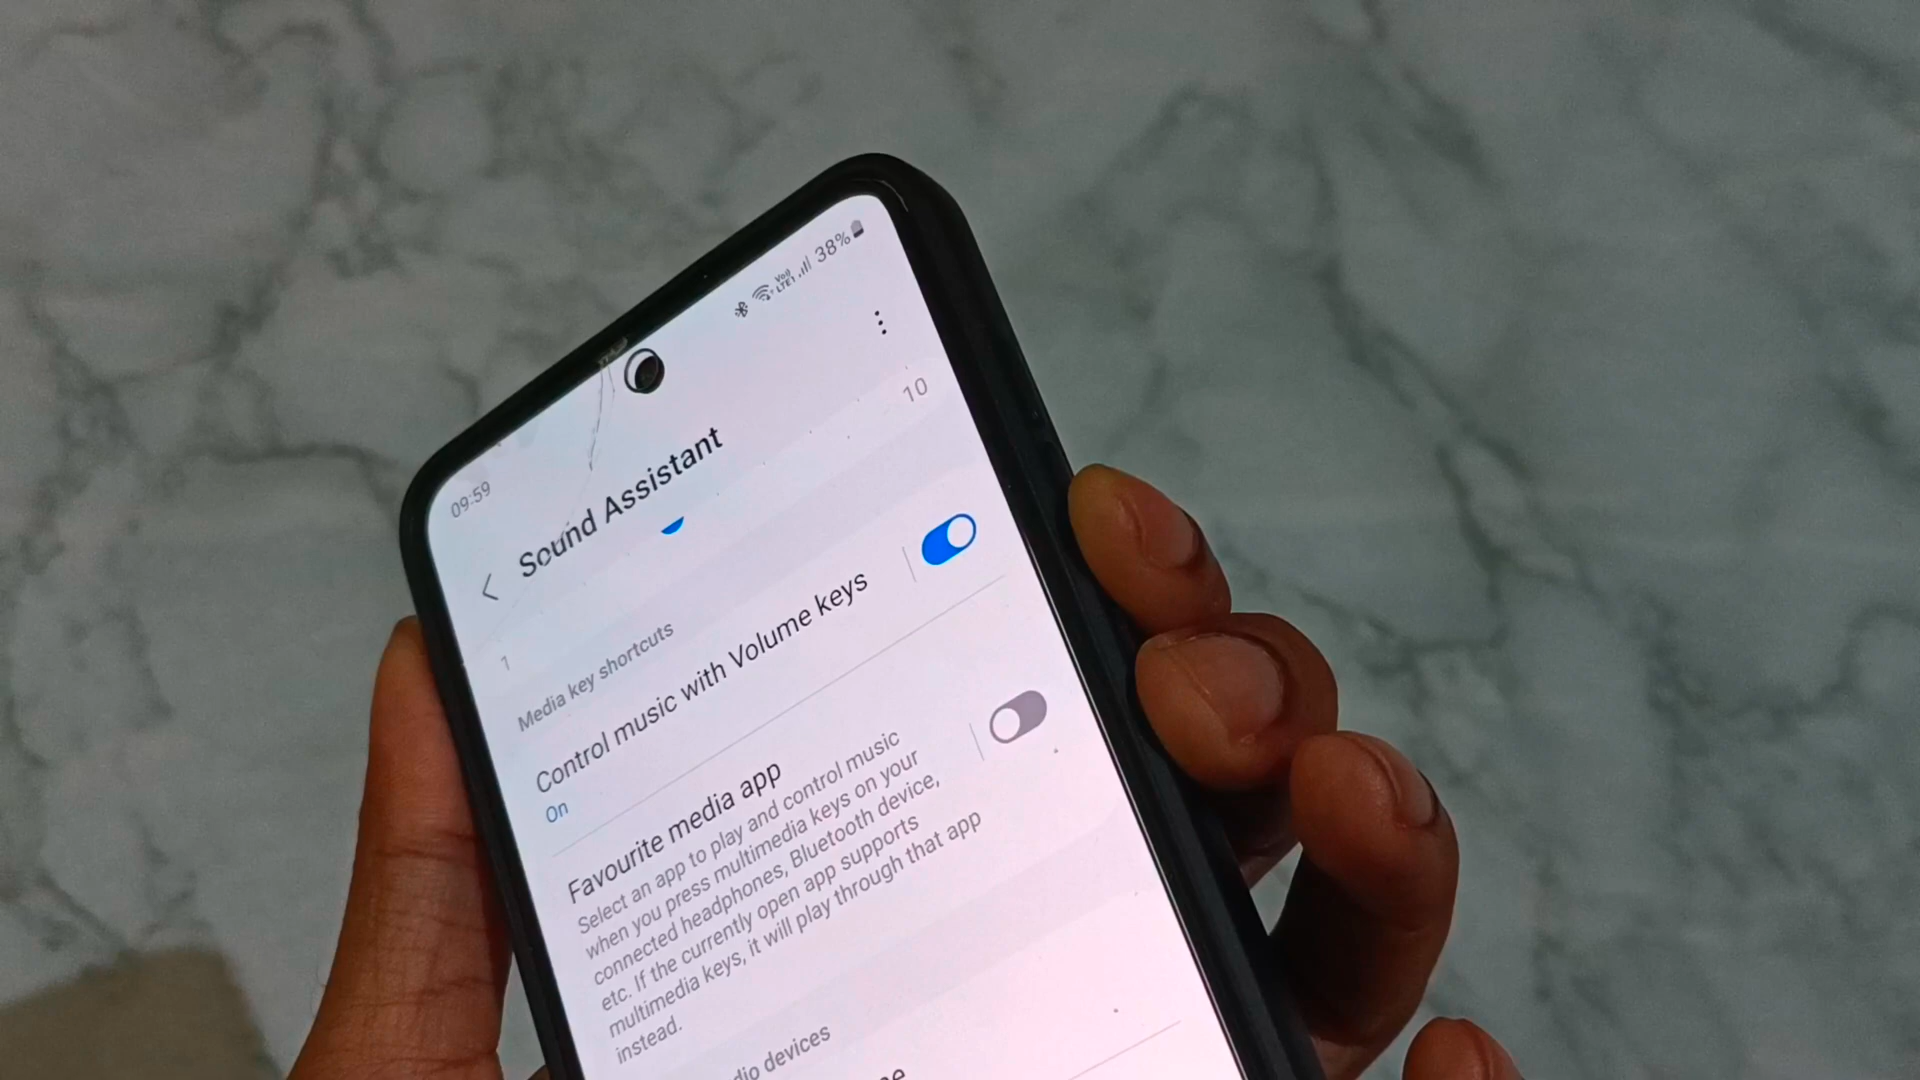 09:59
38%
Sound Assistant
1
10
Media key shortcuts
Control music with Volume keys
On
Favourite media app
Select an app to play and control music
when you press multimedia keys on your
connected headphones, Bluetooth device,
etc. If the currently open app supports
multimedia keys, it will play through that app
instead.
devices